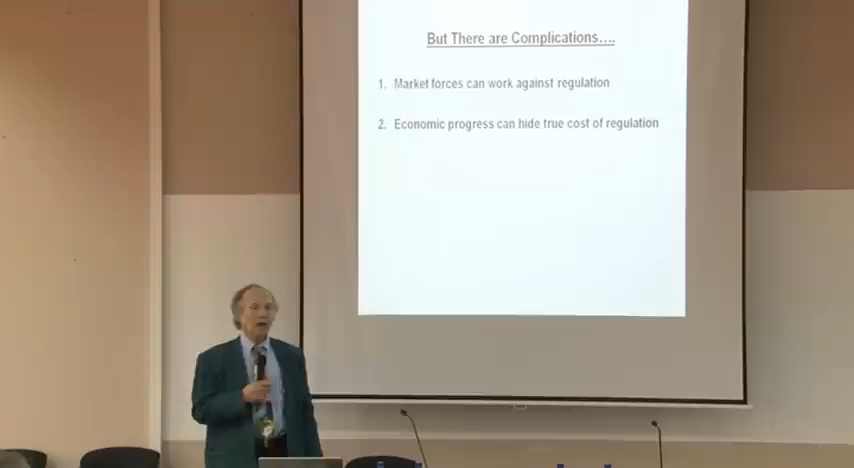 But There are Complications….
1. Market forces can work against regulation
2. Economic progress can hide true cost of regulation